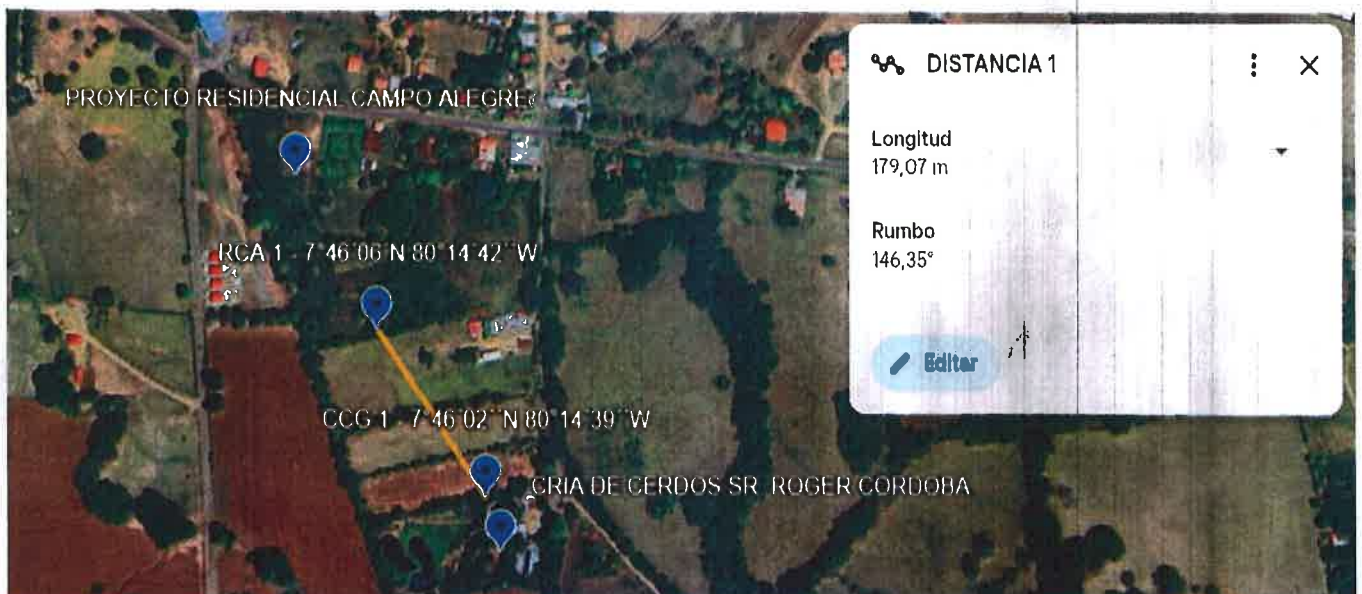 DISTANCIA 1
Longitud
179,07 m
Rumbo
146,35°
Editar
PROYECTO RESIDENCIAL CAMPO ALEGRE
RCA 1 - 7°46'06"N 80°14'42"W
CCG 1 - 7°46'02"N 80°14'39"W
CRIA DE CERDOS SR. ROGER CORDOBA